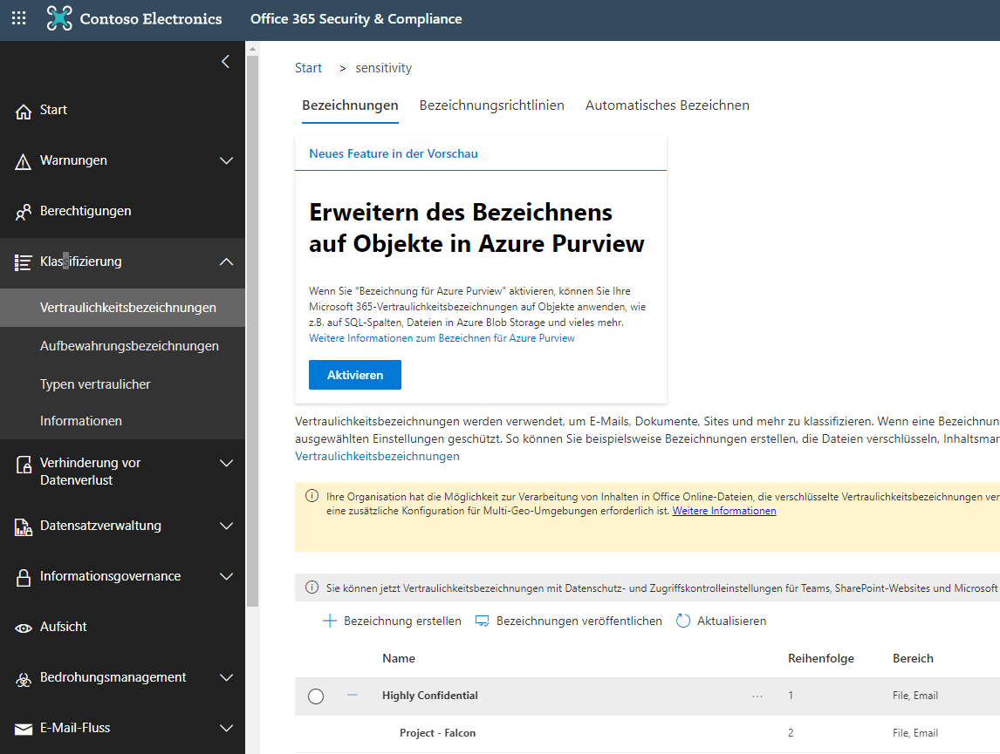 Contoso Electronics
Office 365 Security & Compliance
Start
Warnungen
Berechtigungen
Klassifizierung
Vertraulichkeitsbezeichnungen
Aufbewahrungsbezeichnungen
Typen vertraulicher
Informationen
Verhinderung vor
Datenverlust
Datensatzverwaltung
Informationsgovernance
Aufsicht
Bedrohungsmanagement
E-Mail-Fluss
Start > sensitivity
Bezeichnungen Bezeichnungsrichtlinien Automatisches Bezeichnen
Neues Feature in der Vorschau
Erweitern des Bezeichnens
auf Objekte in Azure Purview
Wenn Sie "Bezeichnung für Azure Purview" aktivieren, können Sie Ihre
Microsoft 365-Vertraulichkeitsbezeichnungen auf Objekte anwenden, wie
z.B. auf SQL-Spalten, Dateien in Azure Blob Storage und vieles mehr.
Weitere Informationen zum Bezeichnen für Azure Purview
Aktivieren
Vertraulichkeitsbezeichnungen werden verwendet, um E-Mails, Dokumente, Sites und mehr zu klassifizieren. Wenn eine Bezeichnun
ausgewählten Einstellungen geschützt. So können Sie beispielsweise Bezeichnungen erstellen, die Dateien verschlüsseln, Inhaltsmar
Vertraulichkeitsbezeichnungen
Ihre Organisation hat die Möglichkeit zur Verarbeitung von Inhalten in Office Online-Dateien, die verschlüsselte Vertraulichkeitsbezeichnungen ver
eine zusätzliche Konfiguration für Multi-Geo-Umgebungen erforderlich ist. Weitere Informationen
Sie können jetzt Vertraulichkeitsbezeichnungen mit Datenschutz- und Zugriffskontrolleinstellungen für Teams, SharePoint-Websites und Microsoft
Bezeichnung erstellen Bezeichnungen veröffentlichen Aktualisieren
Name Reihenfolge Bereich
Highly Confidential ... 1 File, Email
Project - Falcon 2 File, Email